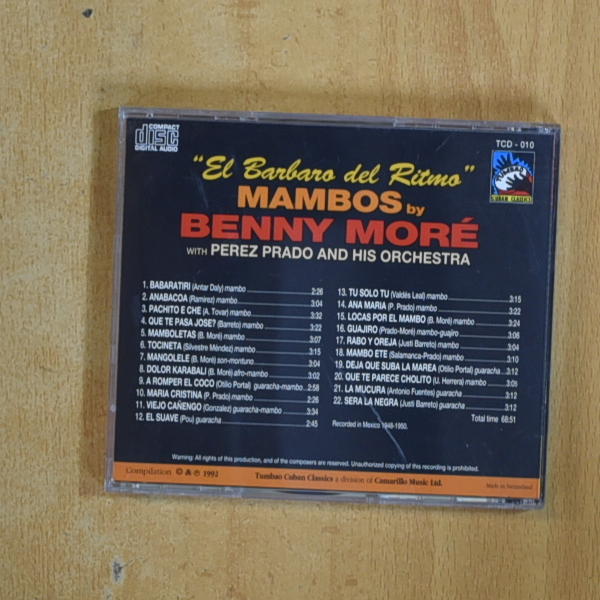 COMPACT
disc
DIGITAL AUDIO
TCD - 010
TUMBAO
CUBAN CLASSICS
"El Barbaro del Ritmo"
MAMBOS by
BENNY MORÉ
WITH PEREZ PRADO AND HIS ORCHESTRA
1. BABARATIRI (Antar Daly) mambo 2:26
2. ANABACOA (Ramirez) mambo 3:04
3. PACHITO E CHE (A. Tovar) mambo 3:32
4. QUE TE PASA JOSE? (Barreto) mambo 3:22
5. MAMBOLETAS (B. Moré) mambo 3:07
6. TOCINETA (Silvestre Méndez) mambo 3:15
7. MANGOLELE (B. Moré) son-montuno 3:04
8. DOLOR KARABALI (B. Moré) afro-mambo 3:02
9. A ROMPER EL COCO (Otilio Portal) guaracha-mambo 2:58
10. MARIA CRISTINA (P. Prado) mambo 2:26
11. VIEJO CAÑENGO (Gonzalez) guaracha-mambo 3:34
12. EL SUAVE (Pou) guaracha 2:45
13. TU SOLO TU (Valdés Leal) mambo 3:15
14. ANA MARIA (P. Prado) mambo 3:22
15. LOCAS POR EL MAMBO (B. Moré) mambo 3:24
16. GUAJIRO (Prado-Moré) mambo-guajiro 3:06
17. RABO Y OREJA (Justi Barreto) mambo 3:04
18. MAMBO ETE (Salamanca-Prado) mambo 3:10
19. DEJA QUE SUBA LA MAREA (Otilio Portal) guaracha 3:12
20. QUE TE PARECE CHOLITO (U. Herrera) mambo 3:05
21. LA MUCURA (Antonio Fuentes) guaracha 3:12
22. SERA LA NEGRA (Justi Barreto) guaracha 3:12
Total time 68:51
Recorded in Mexico 1948-1950.
Warning: All rights of this production, and of the composers are reserved. Unauthorized copying of this recording is prohibited.
Compilation © & ℗ 1992
Tumbao Cuban Classics a division of Camarillo Music Ltd.
Made in Switzerland